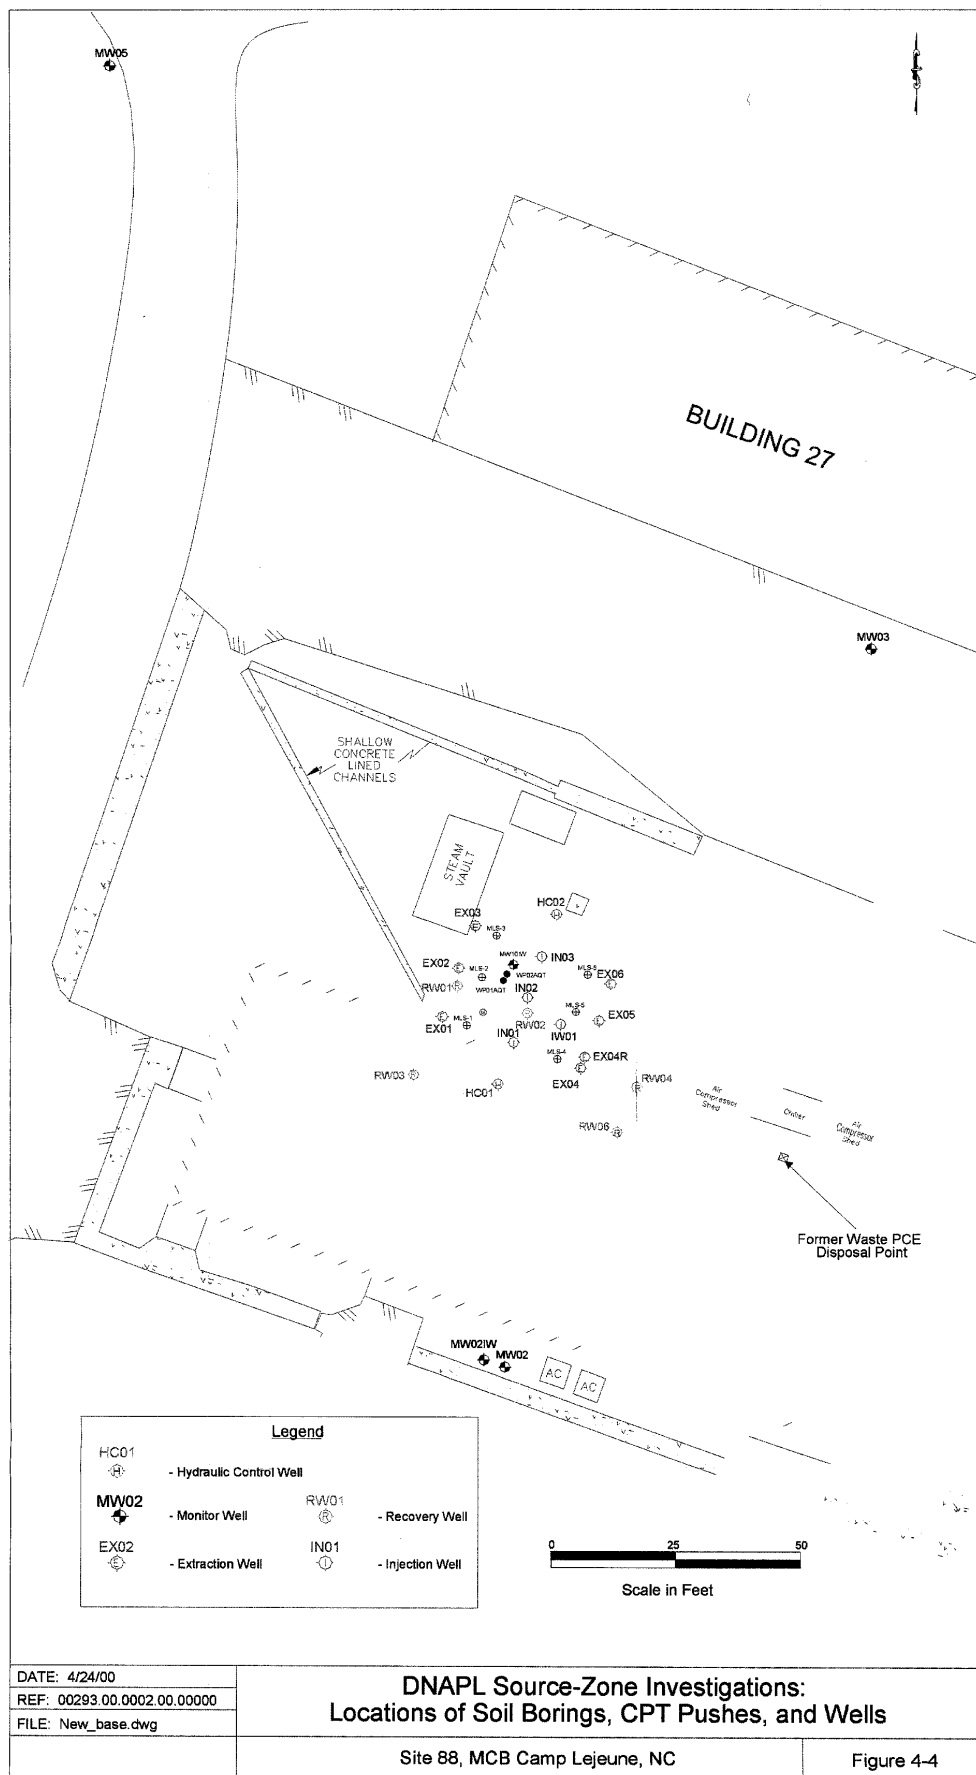 MW05
BUILDING 27
MW03
SHALLOW
CONCRETE
LINED
CHANNELS
STEAM
VAULT
HC02
EX03
MLS-3
MW10IW
IN03
EX02
MLS-2
WP02AQT
MLS-6
EX06
RW01
WP01AQT
IN02
EX01
MLS-1
RW02
MLS-5
EX05
IN01
IW01
MLS-4
EX04R
RW03
HC01
EX04
RW04
RW06
Air
Compressor
Shed
Chiller
Air
Compressor
Shed
Former Waste PCE
Disposal Point
MW02IW
MW02
AC
AC
Legend
HC01
H
- Hydraulic Control Well
MW02
- Monitor Well
RW01
R
- Recovery Well
EX02
E
- Extraction Well
IN01
I
- Injection Well
0 25 50
Scale in Feet
DATE: 4/24/00
REF: 00293.00.0002.00.00000
FILE: New_base.dwg
DNAPL Source-Zone Investigations:
Locations of Soil Borings, CPT Pushes, and Wells
Site 88, MCB Camp Lejeune, NC
Figure 4-4